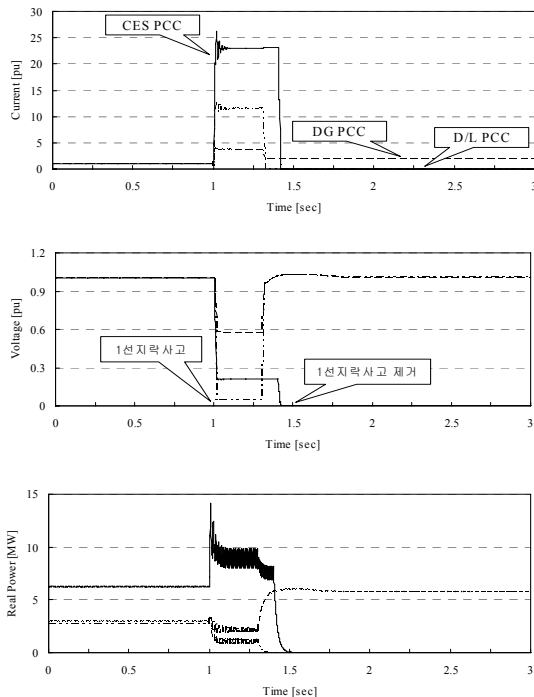 30
25
20
15
10
5
0
Current [pu]
CES PCC
DG PCC
D/L PCC
0 0.5 1 1.5 2 2.5 3
Time [sec]
1.2
0.9
0.6
0.3
0
Voltage [pu]
1선지락사고
1선지락사고 제거
0 0.5 1 1.5 2 2.5 3
Time [sec]
15
10
5
0
Real Power [MW]
0 0.5 1 1.5 2 2.5 3
Time [sec]